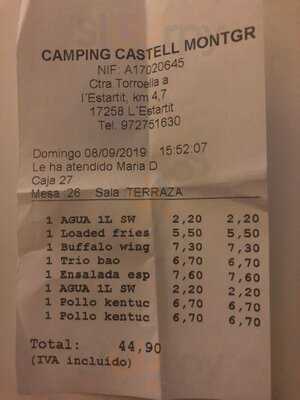 CAMPING CASTELL MONTGR
NIF: A17020645
Ctra Torroella a
l'Estartit, km 4,7
17258 L'Estartit
Tel. 972751630
Domingo 08/09/2019 15:52:07
Le ha atendido Maria D
Caja 27
Mesa 26 Sala TERRAZA
1 AGUA 1L SW 2,20 2,20
1 Loaded fries 5,50 5,50
1 Buffalo wing 7,30 7,30
1 Trio bao 6,70 6,70
1 Ensalada esp 7,60 7,60
1 AGUA 1L SW 2,20 2,20
1 Pollo kentuc 6,70 6,70
1 Pollo kentuc 6,70 6,70
Total: 44,90
(IVA incluido)